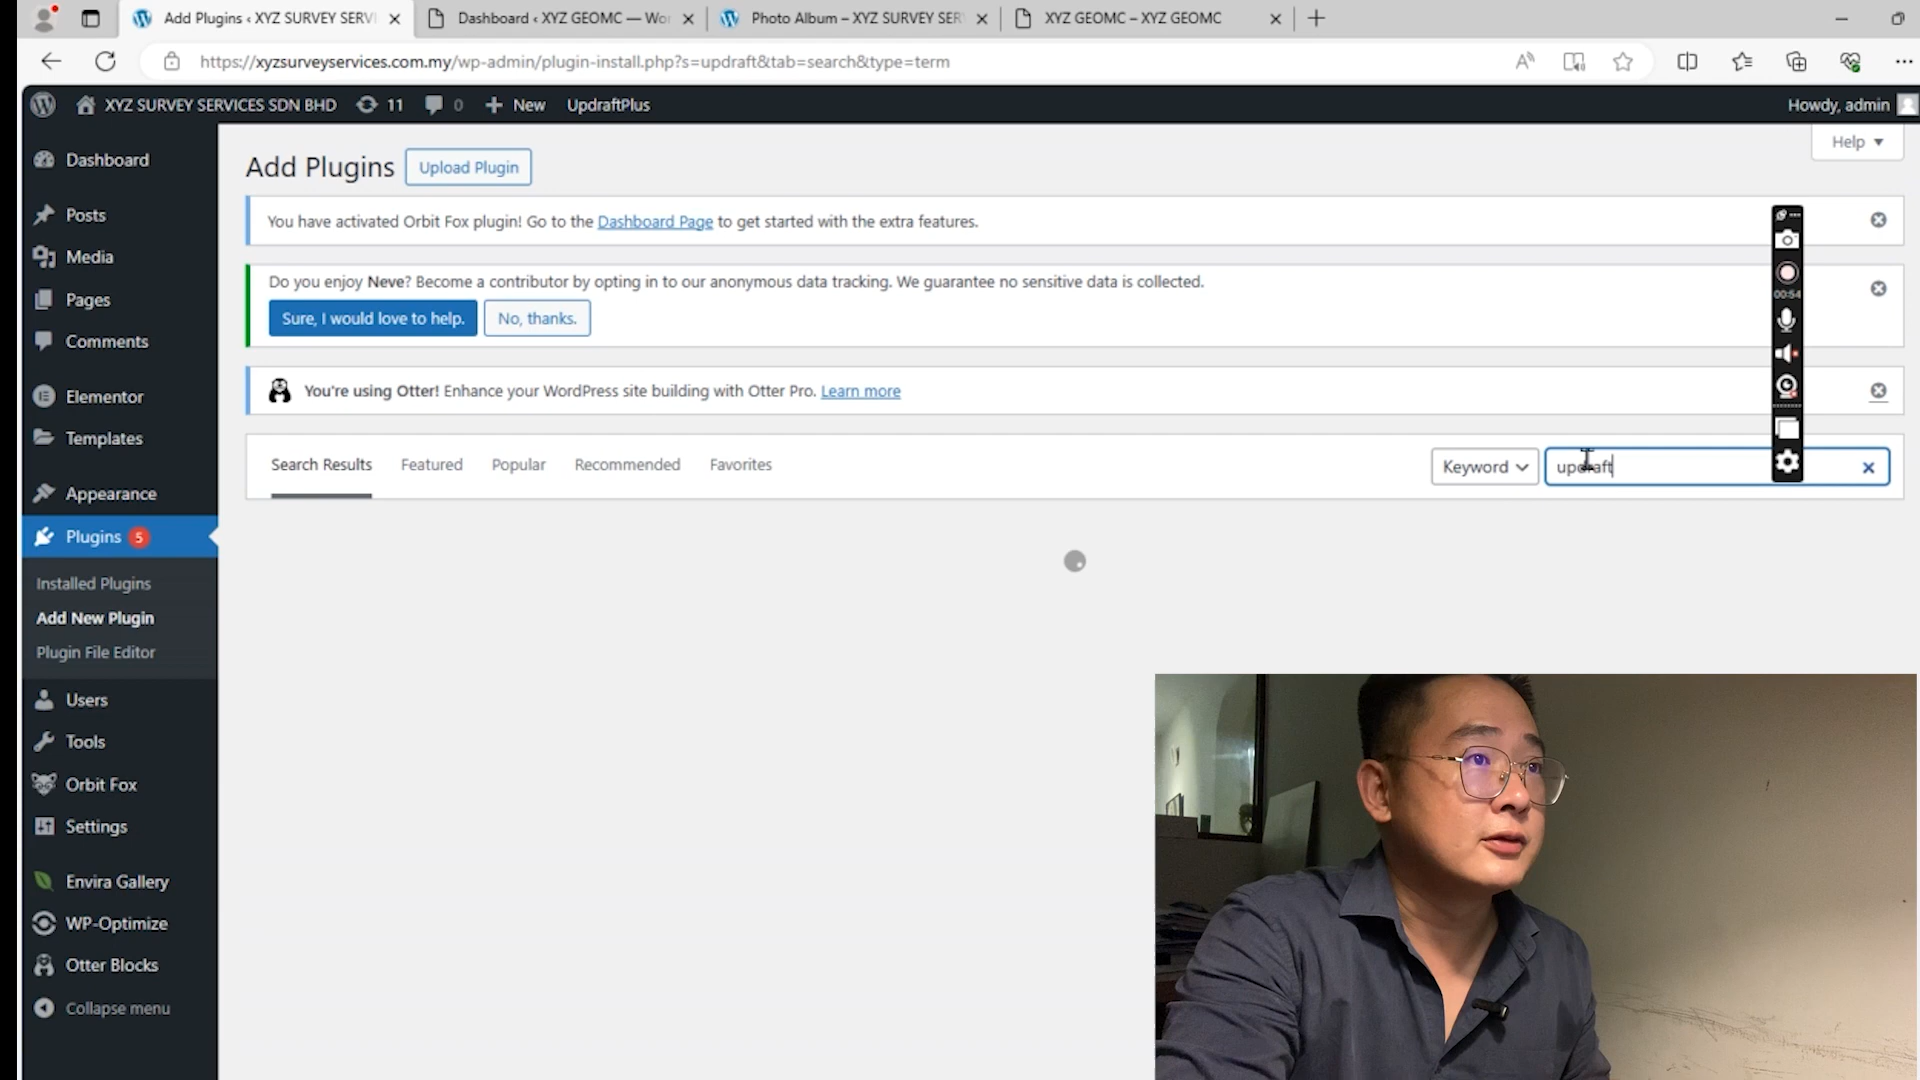 Add Plugins ‹ XYZ SURVEY SERVI
Dashboard ‹ XYZ GEOMC — Wor
Photo Album – XYZ SURVEY SER
XYZ GEOMC – XYZ GEOMC
https://xyzsurveyservices.com.my/wp-admin/plugin-install.php?s=updraft&tab=search&type=term
XYZ SURVEY SERVICES SDN BHD 11 0 New UpdraftPlus Howdy, admin
Help
Dashboard
Posts
Media
Pages
Comments
Elementor
Templates
Appearance
Plugins 5
Installed Plugins
Add New Plugin
Plugin File Editor
Users
Tools
Orbit Fox
Settings
Envira Gallery
WP-Optimize
Otter Blocks
Collapse menu
Add Plugins Upload Plugin
You have activated Orbit Fox plugin! Go to the Dashboard Page to get started with the extra features.
Do you enjoy Neve? Become a contributor by opting in to our anonymous data tracking. We guarantee no sensitive data is collected.
Sure, I would love to help. No, thanks.
You're using Otter! Enhance your WordPress site building with Otter Pro. Learn more
Search Results Featured Popular Recommended Favorites Keyword updraft
00:54